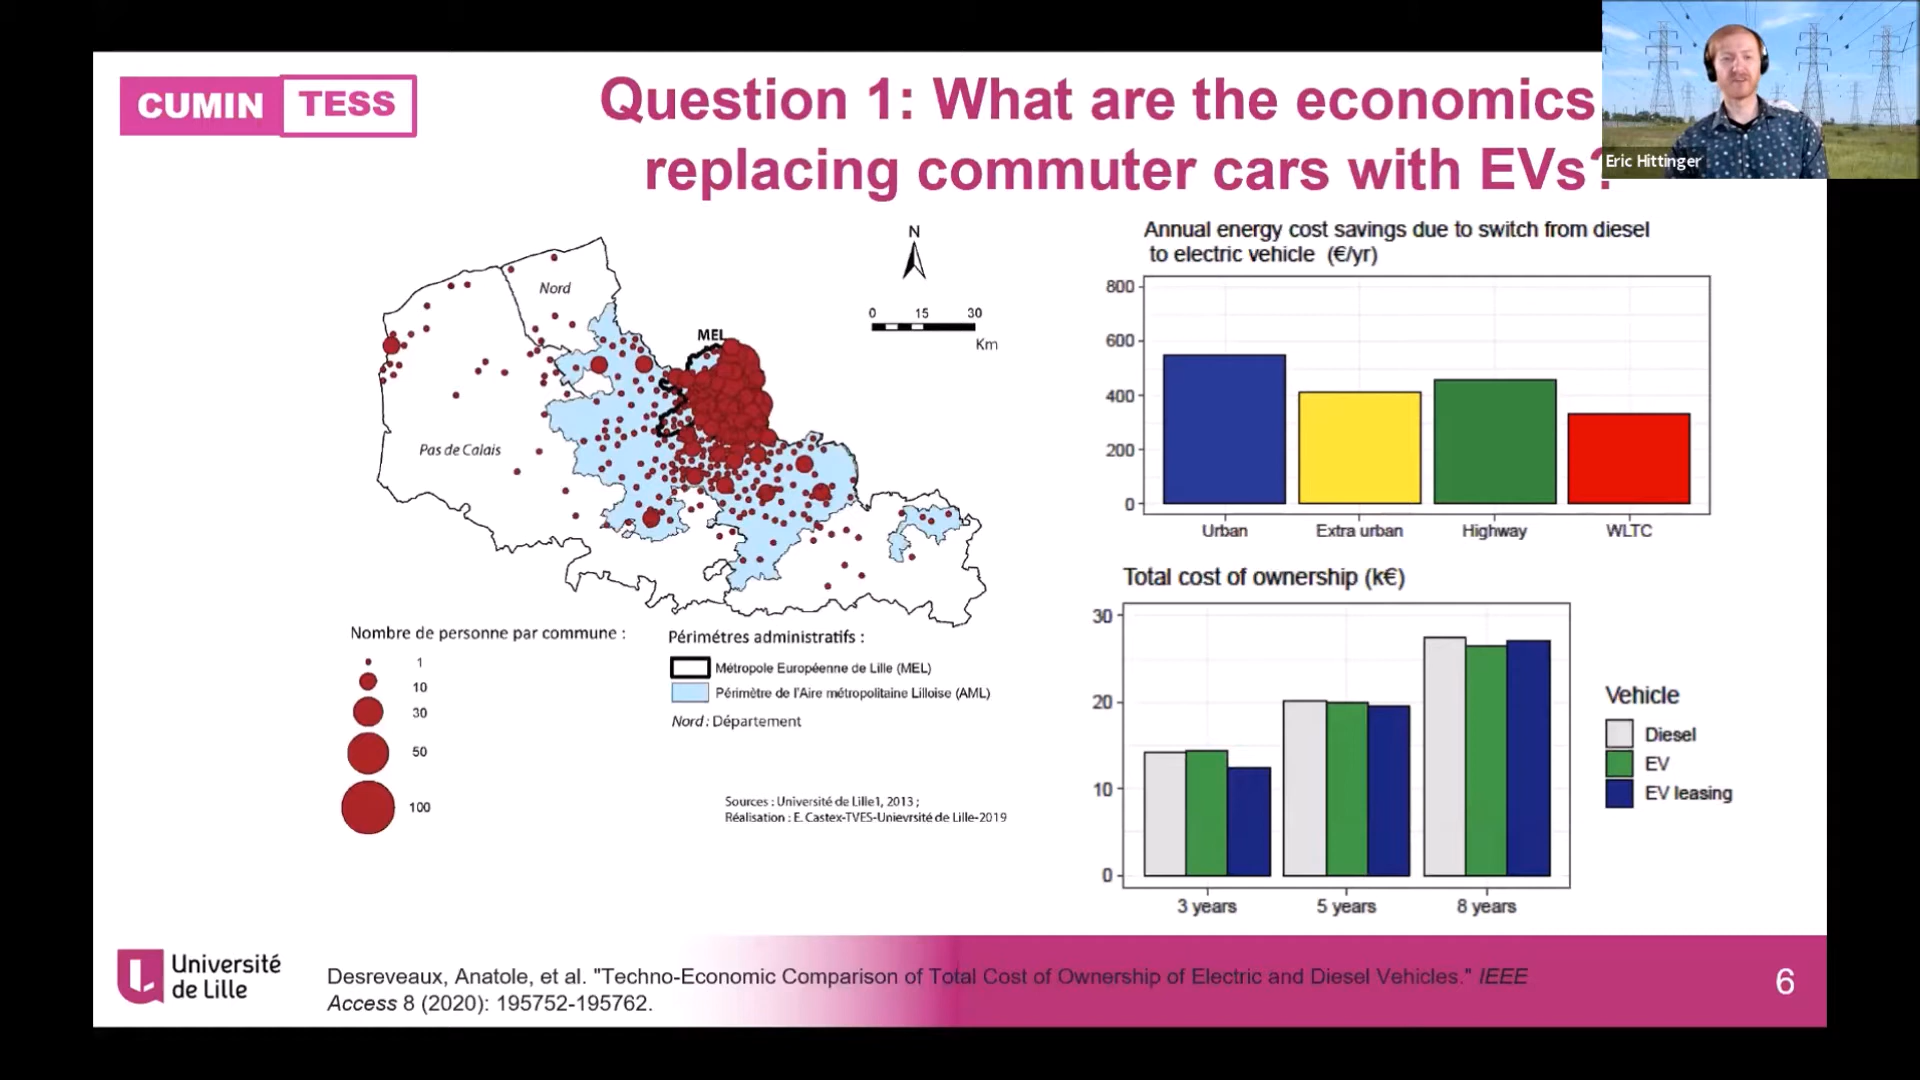 CUMIN TESS
Question 1: What are the economics
replacing commuter cars with EVs?
Eric Hittinger
N
0 15 30
Km
Nord
MEL
Pas de Calais
Nombre de personne par commune :
1
10
30
50
100
Périmétres administratifs :
Métropole Européenne de Lille (MEL)
Périmètre de l'Aire métropolitaine Lilloise (AML)
Nord : Département
Sources : Université de Lille1, 2013 ;
Réalisation : E. Castex-TVES-Unievrsité de Lille-2019
Annual energy cost savings due to switch from diesel
to electric vehicle (€/yr)
800
600
400
200
0
Urban Extra urban Highway WLTC
Total cost of ownership (k€)
30
20
10
0
3 years 5 years 8 years
Vehicle
Diesel
EV
EV leasing
Université
de Lille
Desreveaux, Anatole, et al. "Techno-Economic Comparison of Total Cost of Ownership of Electric and Diesel Vehicles." IEEE
Access 8 (2020): 195752-195762.
6